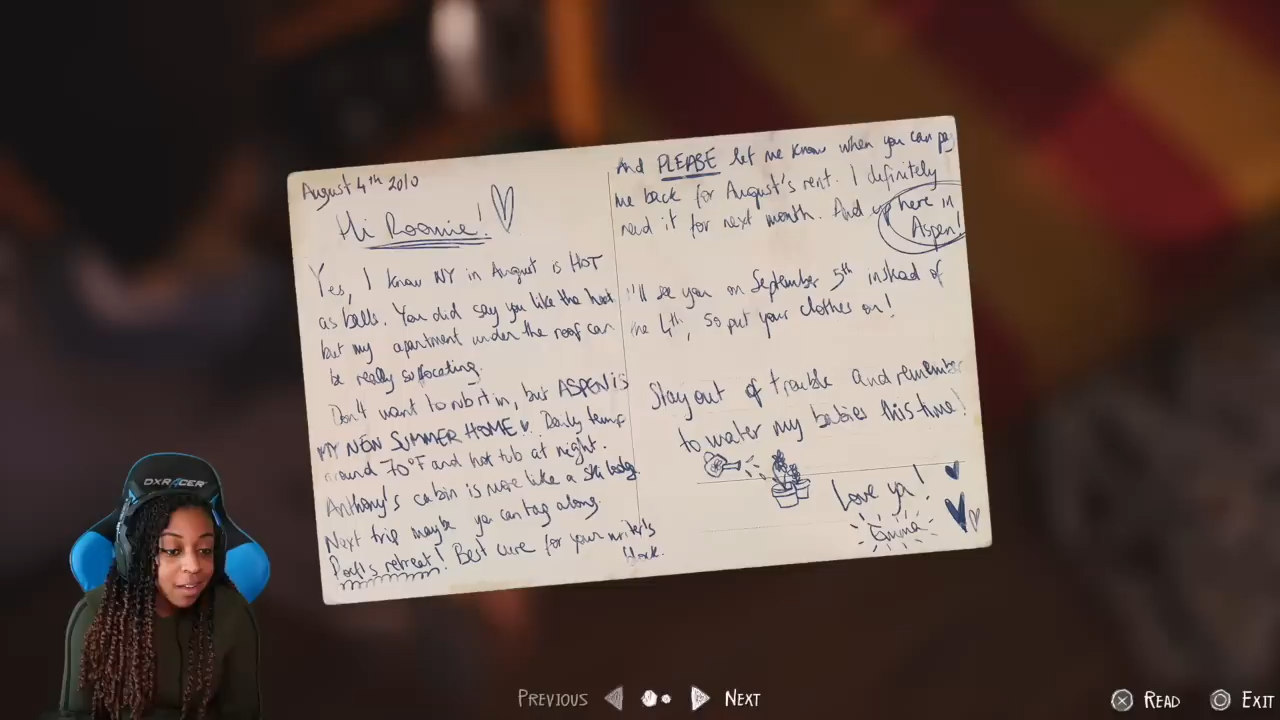 August 4th 2010
Hi Roomie!
Yes, I know NY in August is HOT
as balls. You did say you like the heat
but my apartment under the roof can
be really suffocating.
Don't want to rub it in, but ASPEN IS
MY NEW SUMMER HOME. Daily temp
around 70°F and hot tub at night.
Anthony's cabin is more like a ski lodge.
Next trip maybe you can tag along.
Poet's retreat! Best cure for your writer's
block.
And PLEASE let me know when you can pay
me back for August's rent. I definitely
need it for next month. And up here in
Aspen!
I'll see you on September 5th instead of
the 4th, so put your clothes on!
Stay out of trouble and remember
to water my babies this time!
Love ya!
Emma
DXRACER
PREVIOUS
NEXT
READ
EXIT